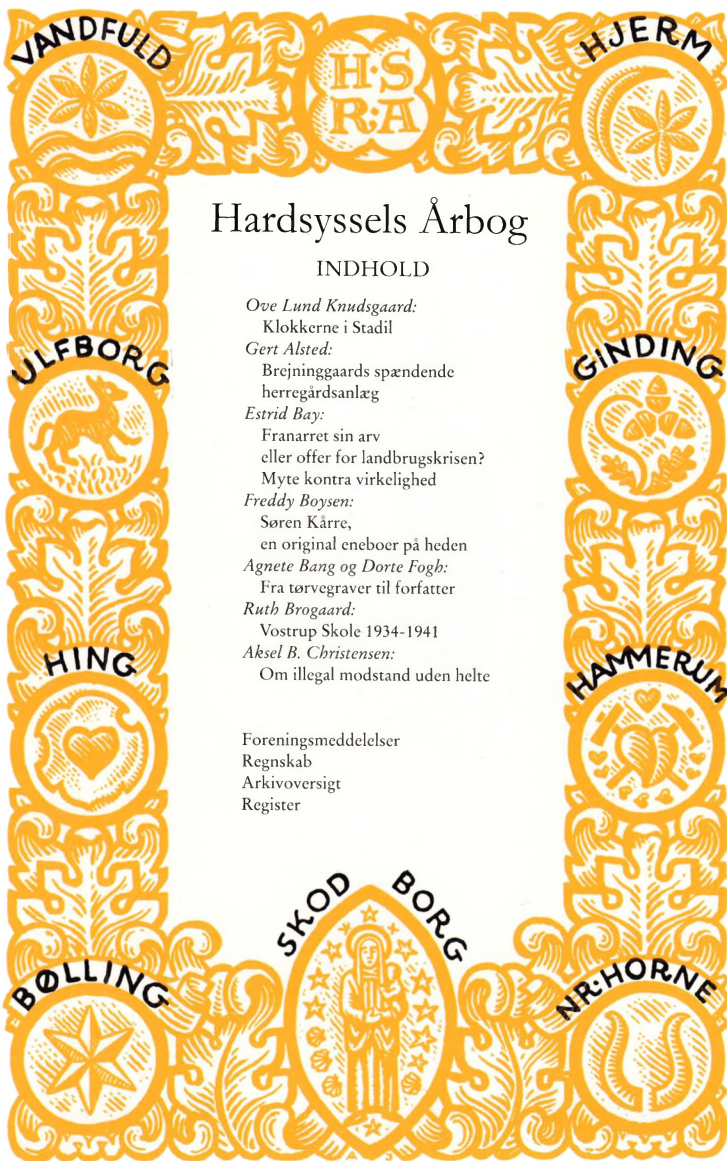 VANDFULD
H·S
R·A
HJERM
Hardsyssels Årbog
INDHOLD
Ove Lund Knudsgaard:
Klokkerne i Stadil
Gert Alsted:
Brejninggaards spændende
herregårdsanlæg
Estrid Bay:
Franarret sin arv
eller offer for landbrugskrisen?
Myte kontra virkelighed
Freddy Boysen:
Søren Kårre,
en original eneboer på heden
Agnete Bang og Dorte Fogh:
Fra tørvegraver til forfatter
Ruth Brogaard:
Vostrup Skole 1934-1941
Aksel B. Christensen:
Om illegal modstand uden helte
Foreningsmeddelelser
Regnskab
Arkivoversigt
Register
ULFBORG
GINDING
HING
HAMMERUM
SKOD BORG
BØLLING
NR·HORNE
A J